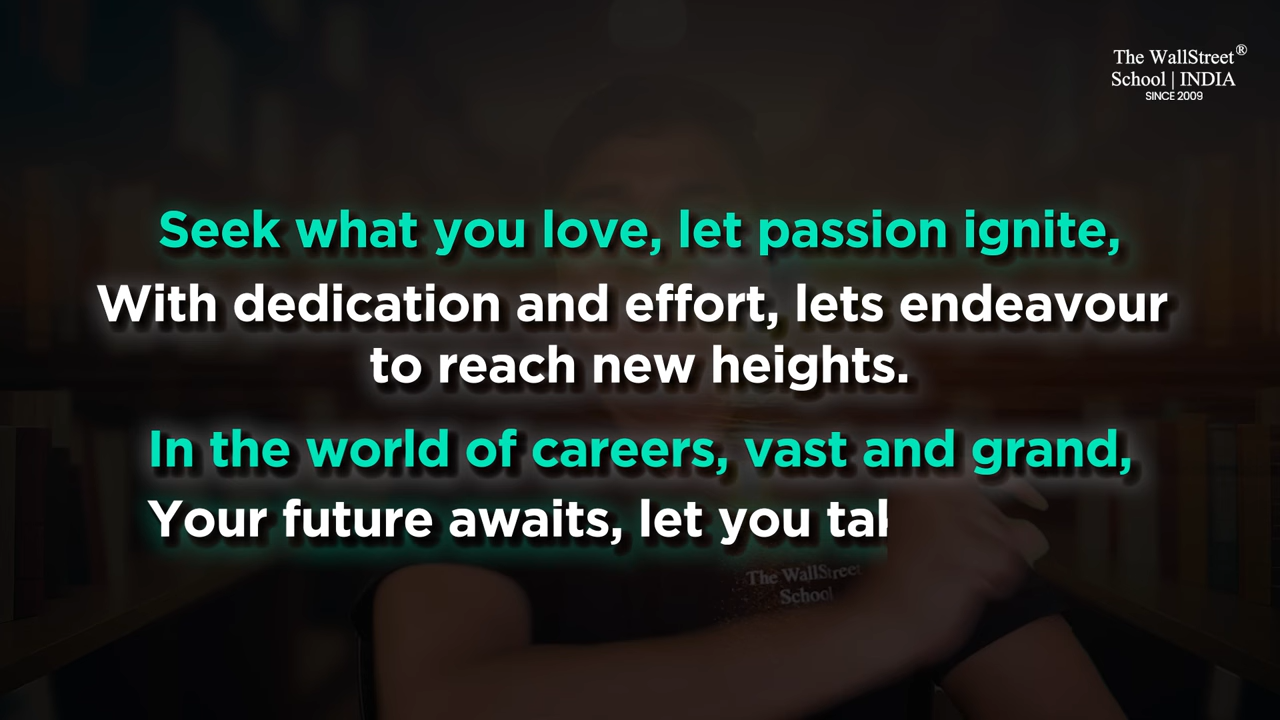 The WallStreet®
School | INDIA
SINCE 2009
Seek what you love, let passion ignite,
With dedication and effort, lets endeavour
to reach new heights.
In the world of careers, vast and grand,
Your future awaits, let you
The WallStreet
School